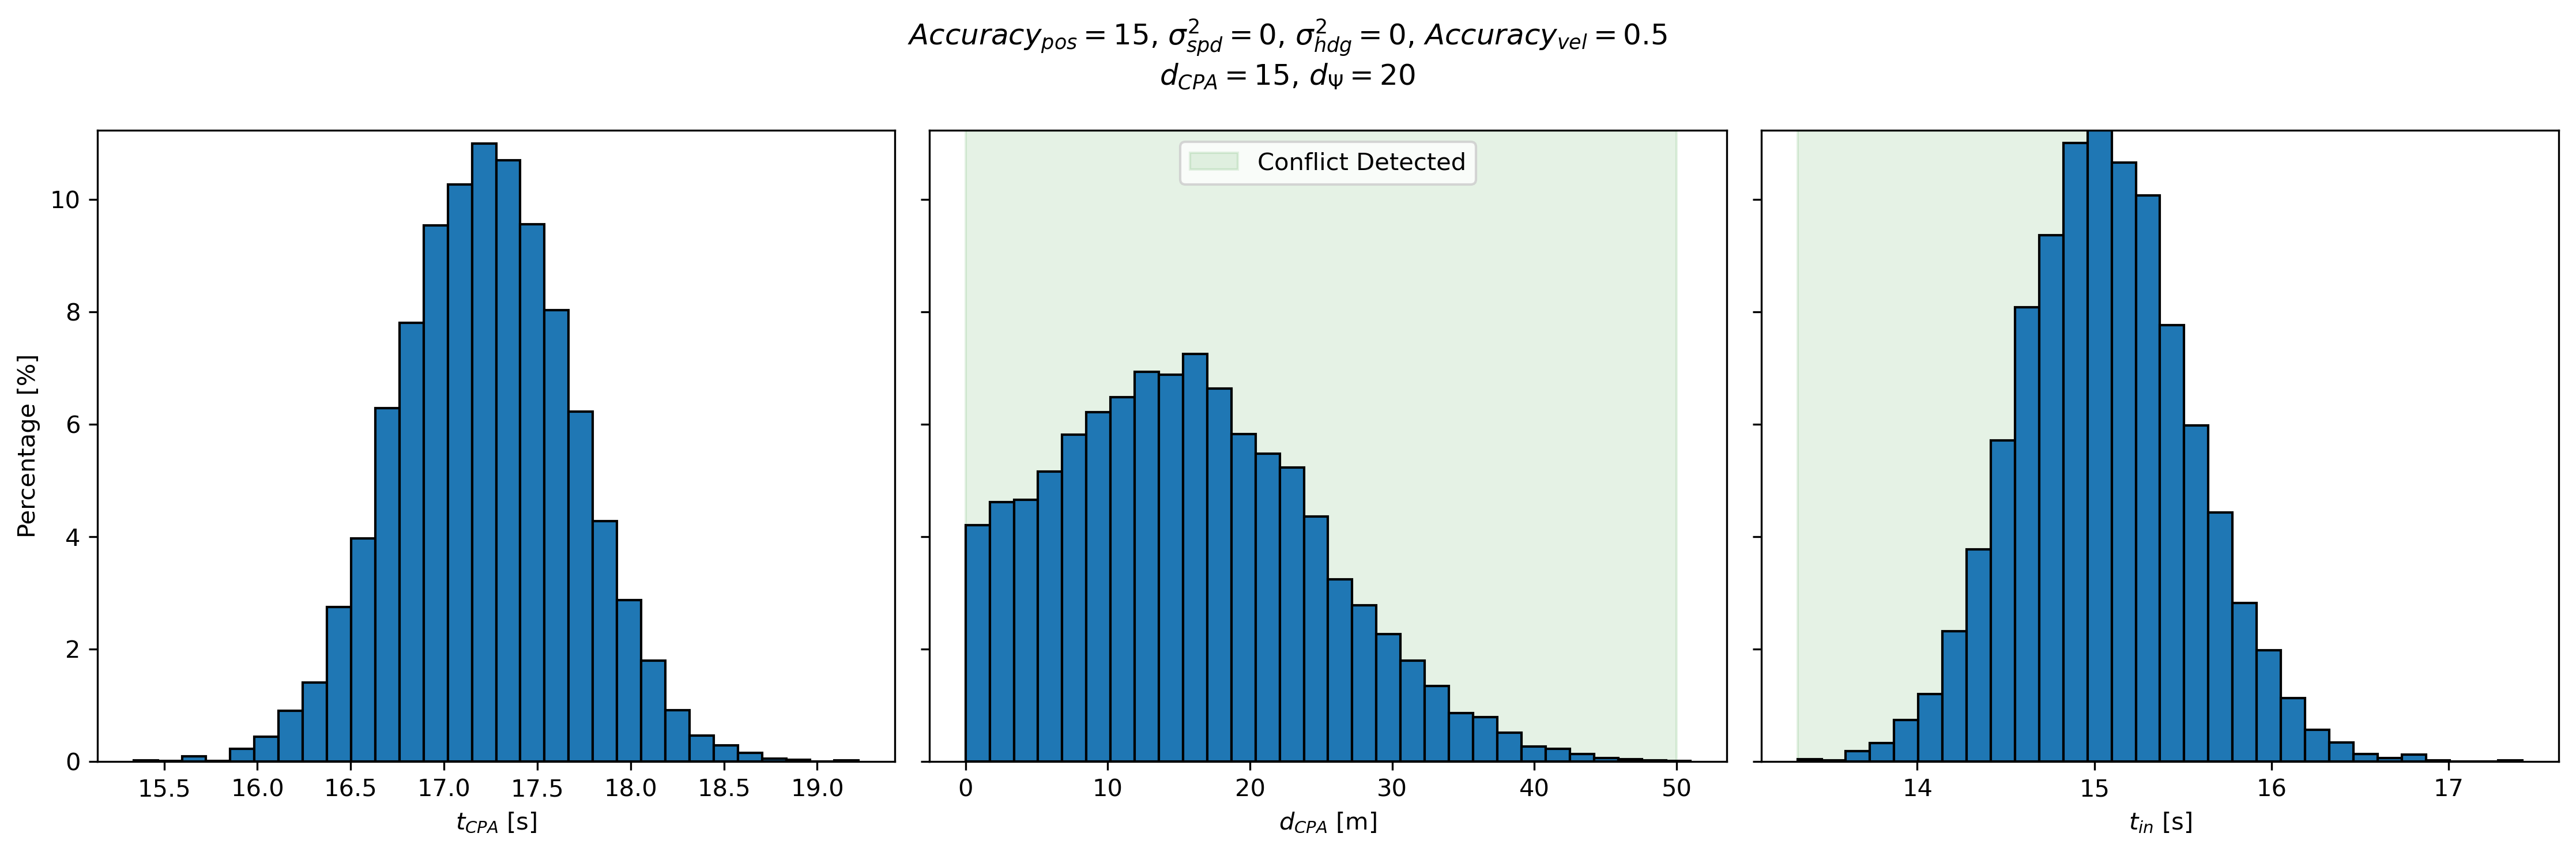 Accuracy_pos = 15, σ²_spd = 0, σ²_hdg = 0, Accuracy_vel = 0.5
d_CPA = 15, d_Ψ = 20
Percentage [%]
10
8
6
4
2
0
15.5 16.0 16.5 17.0 17.5 18.0 18.5 19.0
t_CPA [s]
Conflict Detected
0 10 20 30 40 50
d_CPA [m]
14 15 16 17
t_in [s]